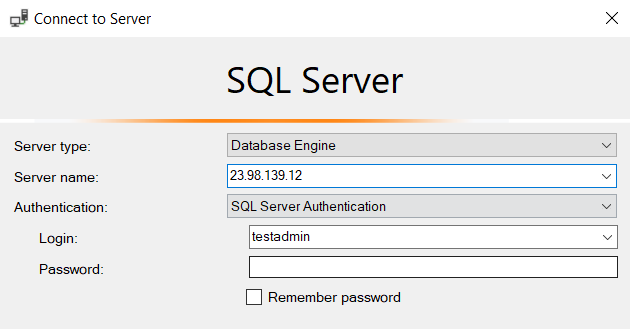 Connect to Server
SQL Server
Server type: Database Engine
Server name: 23.98.139.12
Authentication: SQL Server Authentication
Login: testadmin
Password:
Remember password